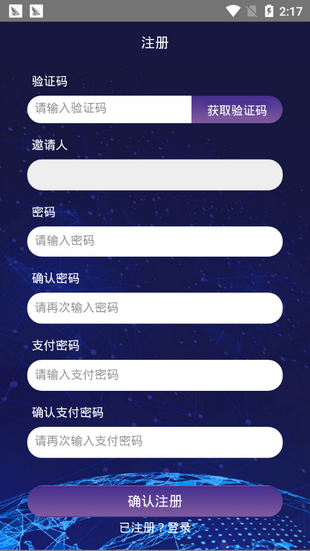 2:17
注册
验证码
请输入验证码
获取验证码
邀请人
密码
请输入密码
确认密码
请再次输入密码
支付密码
请输入支付密码
确认支付密码
请再次输入支付密码
确认注册
已注册？登录